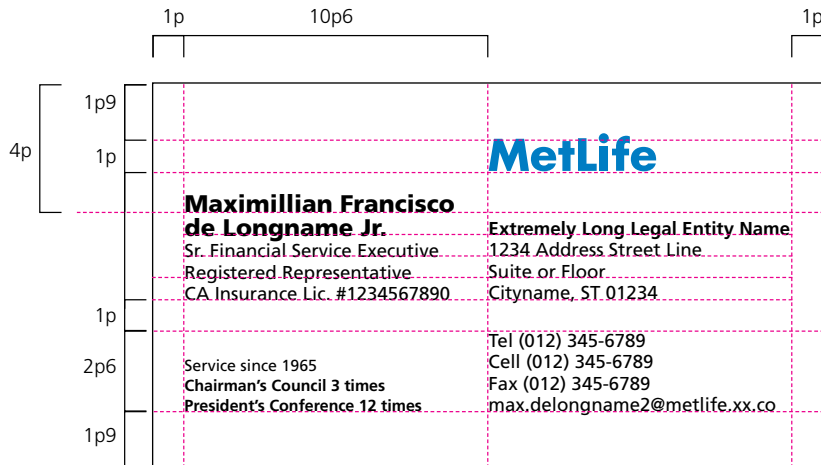 1p 10p6 1p
1p9
4p
1p
MetLife
Maximillian Francisco
de Longname Jr.
Sr. Financial Service Executive
Registered Representative
CA Insurance Lic. #1234567890
Extremely Long Legal Entity Name
1234 Address Street Line
Suite or Floor
Cityname, ST 01234
1p
2p6
Service since 1965
Chairman’s Council 3 times
President’s Conference 12 times
Tel (012) 345-6789
Cell (012) 345-6789
Fax (012) 345-6789
max.delongname2@metlife.xx.co
1p9